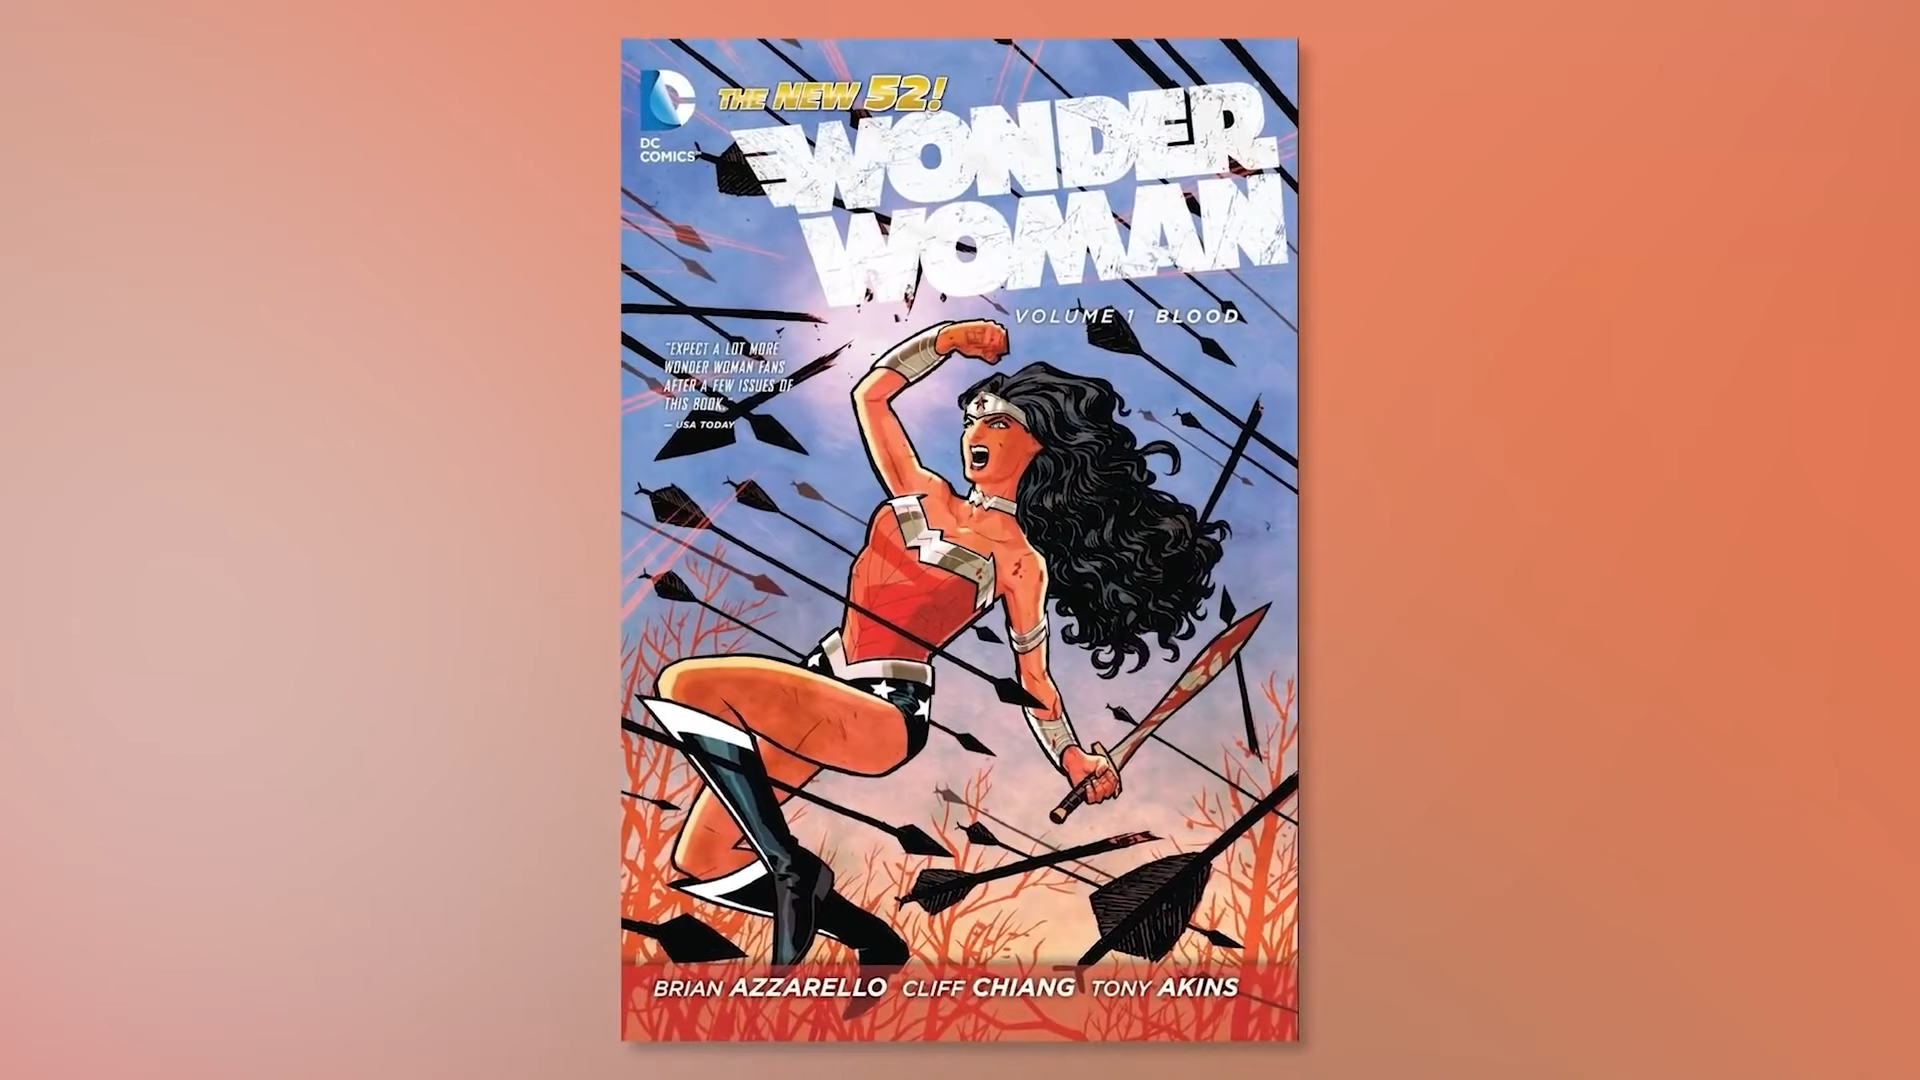 THE NEW 52!
DC
COMICS™
WONDER
WOMAN
VOLUME 1 BLOOD
"EXPECT A LOT MORE
WONDER WOMAN FANS
AFTER A FEW ISSUES OF
THIS BOOK."
— USA TODAY
BRIAN AZZARELLO CLIFF CHIANG TONY AKINS